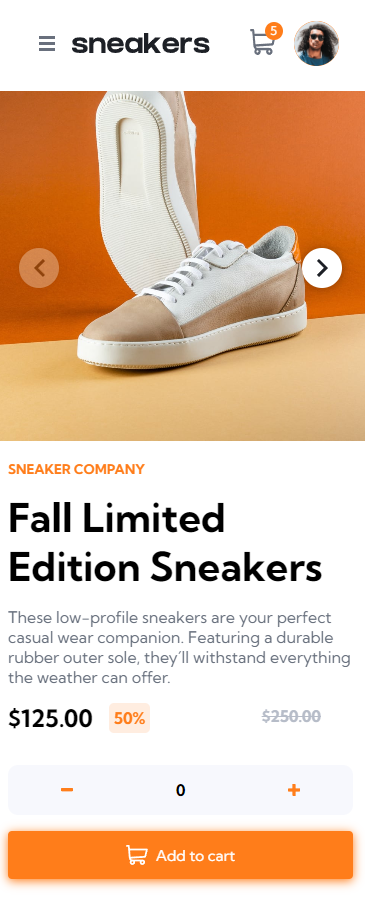 sneakers
5
SNEAKER COMPANY
Fall Limited
Edition Sneakers
These low-profile sneakers are your perfect
casual wear companion. Featuring a durable
rubber outer sole, they´ll withstand everything
the weather can offer.
$125.00 50% $250.00
0
Add to cart